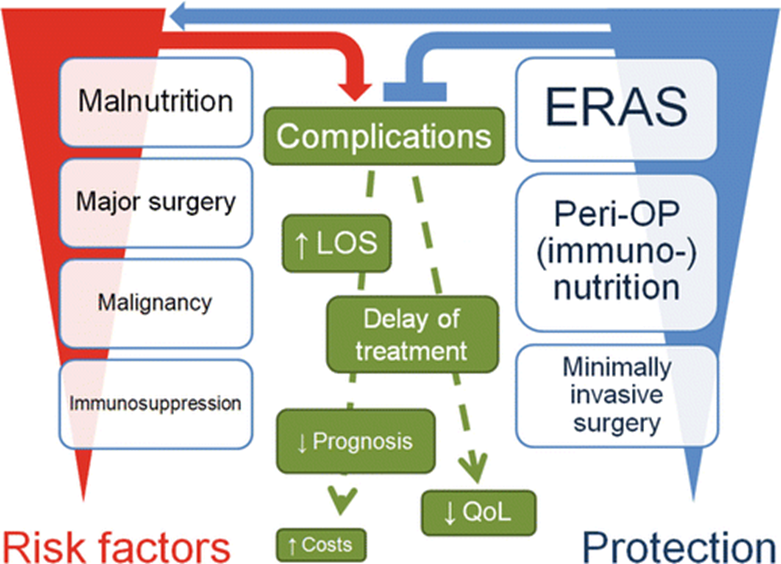 Malnutrition
Major surgery
Malignancy
Immunosuppression
Risk factors
Complications
↑ LOS
Delay of
treatment
↓ Prognosis
↓ QoL
↑ Costs
ERAS
Peri-OP
(immuno-)
nutrition
Minimally
invasive
surgery
Protection